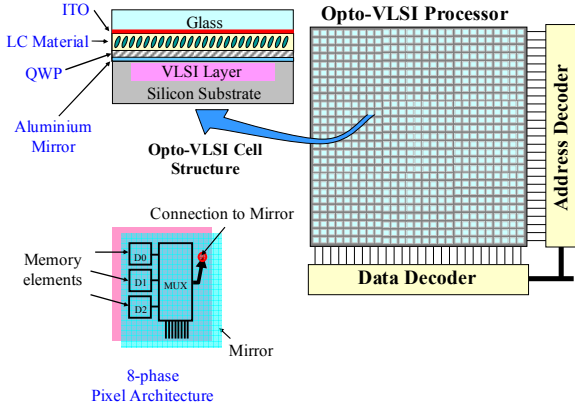 ITO
LC Material
QWP
Aluminium
Mirror
Glass
VLSI Layer
Silicon Substrate
Opto-VLSI Cell
Structure
Opto-VLSI Processor
Address Decoder
Data Decoder
Connection to Mirror
Memory
elements
D0
D1
D2
MUX
Mirror
8-phase
Pixel Architecture